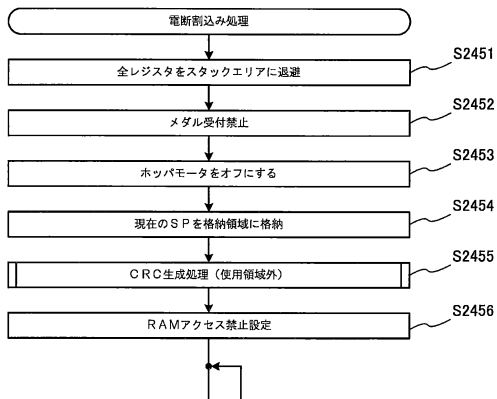 電断割込み処理
S2451
全レジスタをスタックエリアに退避
S2452
メダル受付禁止
S2453
ホッパモータをオフにする
S2454
現在のＳＰを格納領域に格納
S2455
ＣＲＣ生成処理（使用領域外）
S2456
ＲＡＭアクセス禁止設定